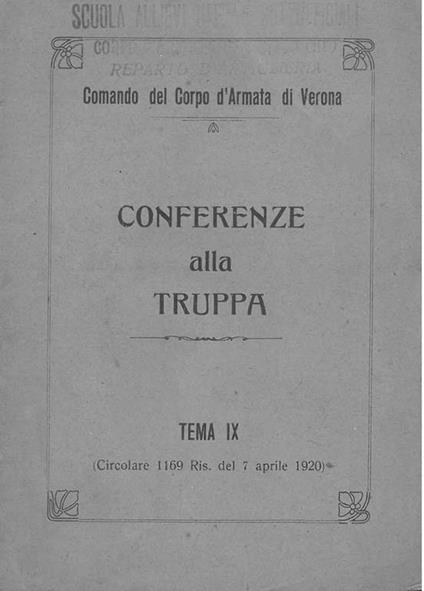 SCUOLA ALLIEVI
REPARTO D'ARTIGLIERIA
Comando del Corpo d'Armata di Verona
CONFERENZE
alla
TRUPPA
TEMA IX
(Circolare 1169 Ris. del 7 aprile 1920)